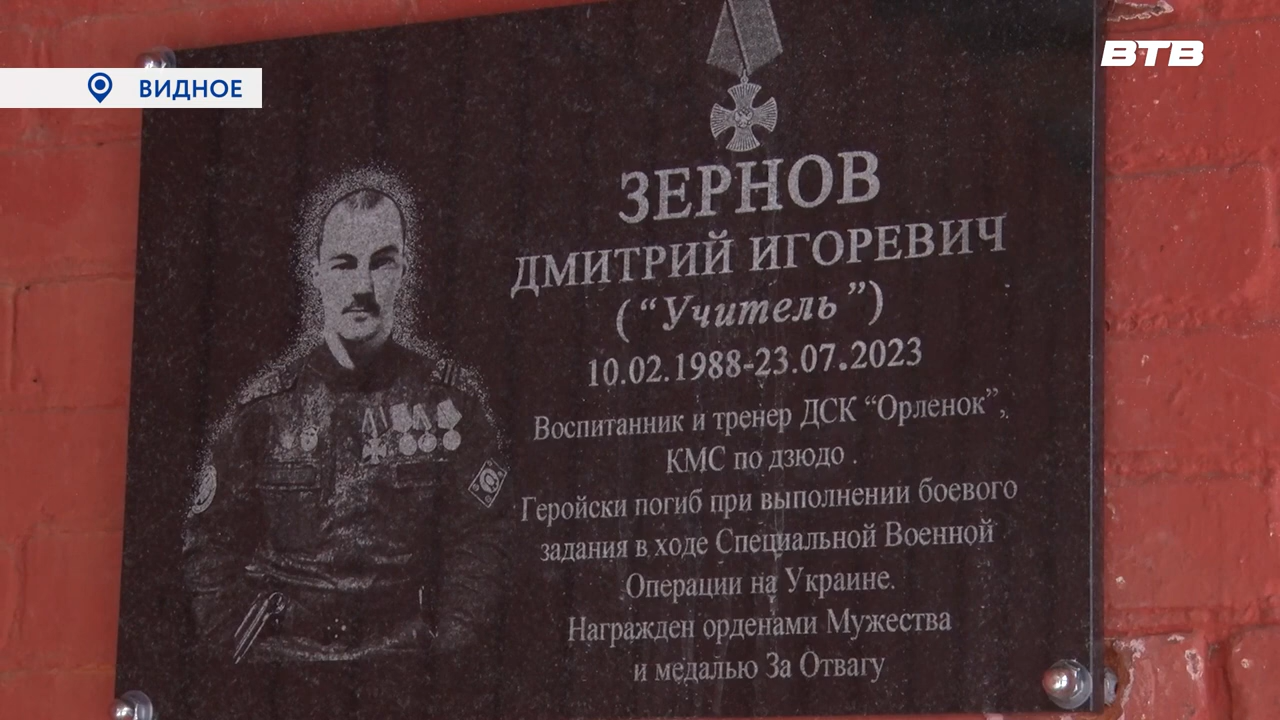 ВИДНОЕ
ВТВ
ЗЕРНОВ
ДМИТРИЙ ИГОРЕВИЧ
(“Учитель”)
10.02.1988-23.07.2023
Воспитанник и тренер ДСК “Орленок”,
КМС по дзюдо .
Геройски погиб при выполнении боевого
задания в ходе Специальной Военной
Операции на Украине.
Награжден орденами Мужества
и медалью За Отвагу